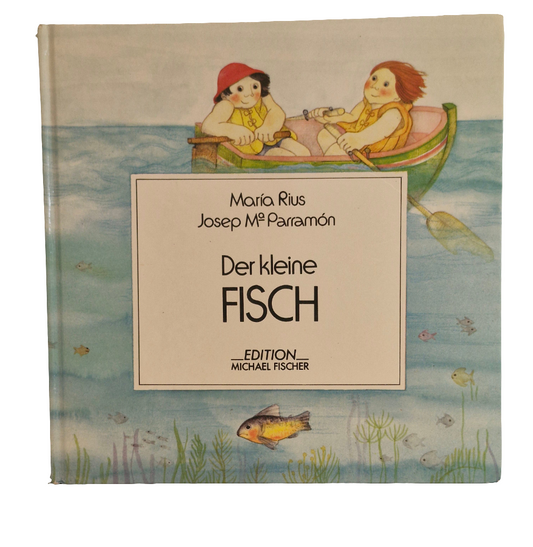 María Rius
Josep Mª Parramón
Der kleine
FISCH
EDITION
MICHAEL FISCHER